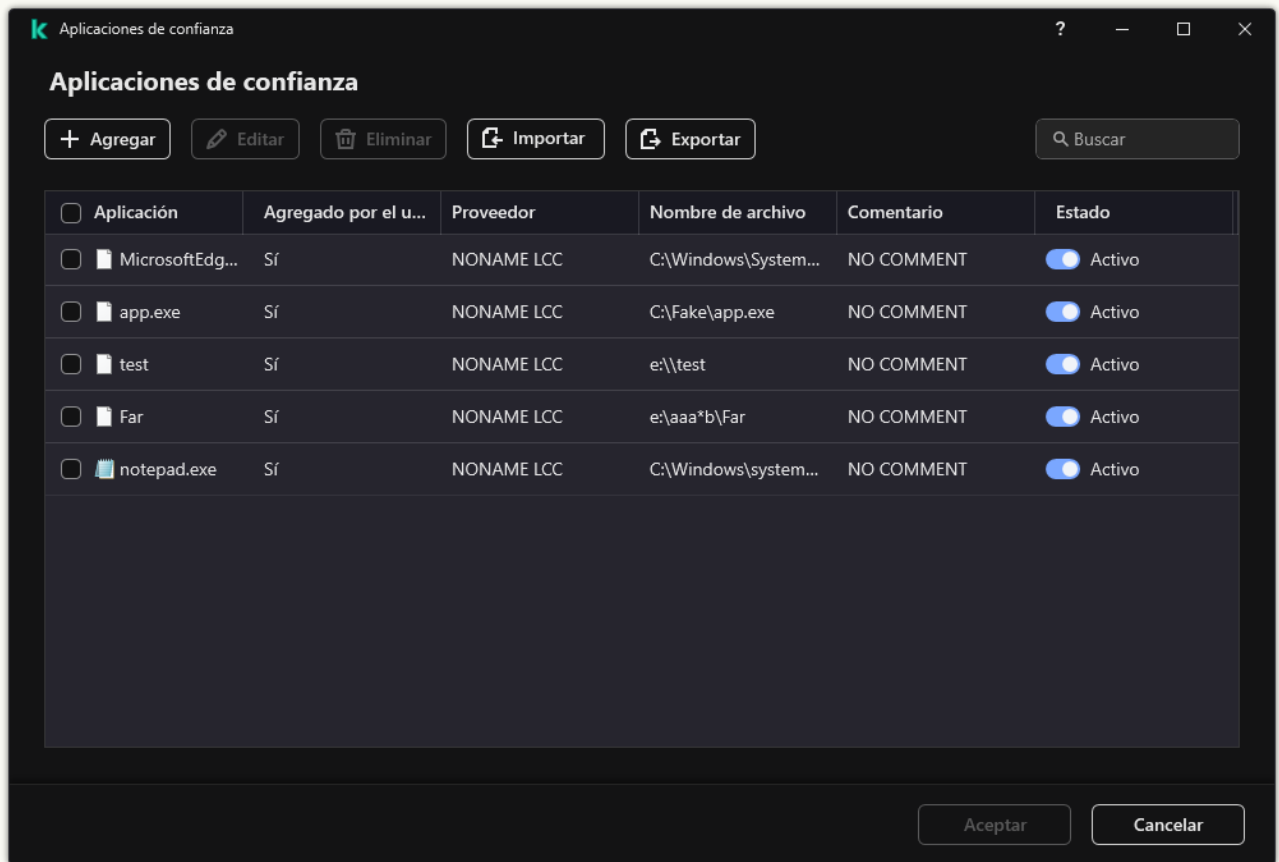 Aplicaciones de confianza
?
Aplicaciones de confianza
Agregar Editar Eliminar Importar Exportar Buscar
Aplicación Agregado por el u... Proveedor Nombre de archivo Comentario Estado
MicrosoftEdg... Sí NONAME LCC C:\Windows\System... NO COMMENT Activo
app.exe Sí NONAME LCC C:\Fake\app.exe NO COMMENT Activo
test Sí NONAME LCC e:\\test NO COMMENT Activo
Far Sí NONAME LCC e:\aaa*b\Far NO COMMENT Activo
notepad.exe Sí NONAME LCC C:\Windows\system... NO COMMENT Activo
Aceptar Cancelar